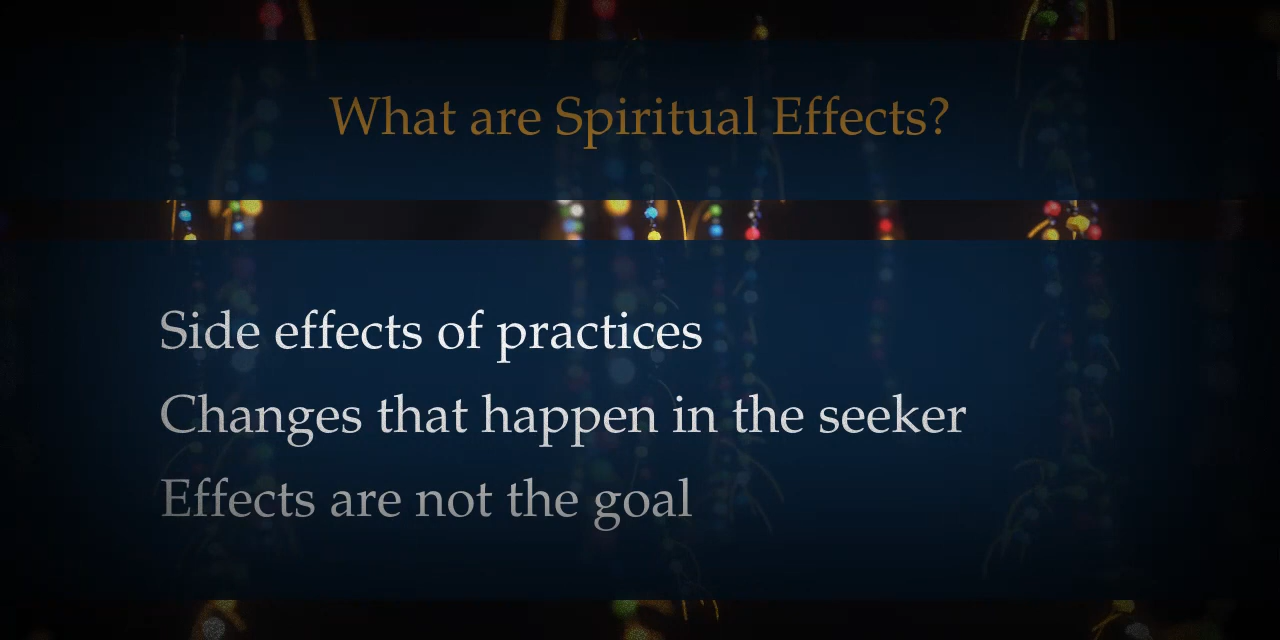 What are Spiritual Effects?
Side effects of practices
Changes that happen in the seeker
Effects are not the goal